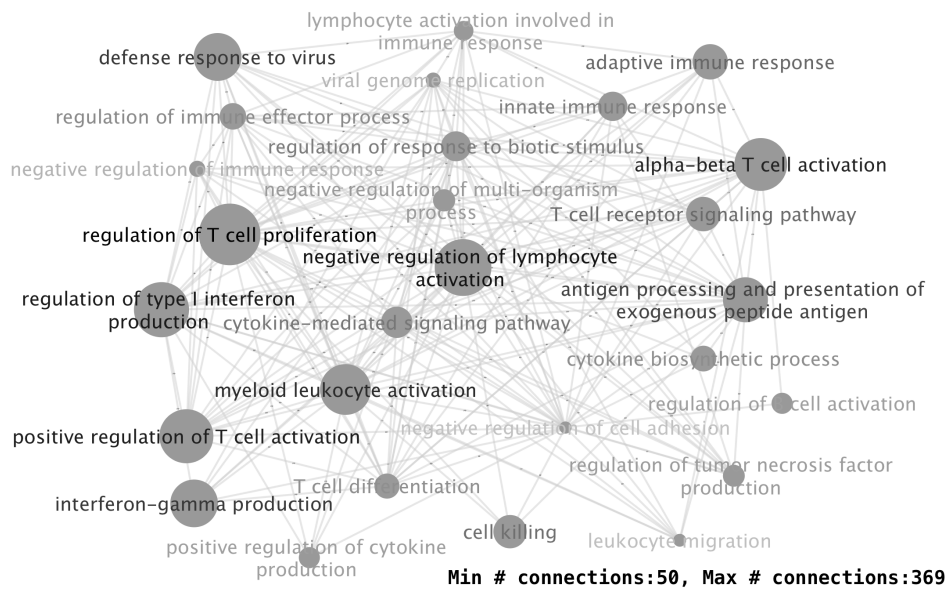 lymphocyte activation involved in
immune response
defense response to virus
adaptive immune response
viral genome replication
innate immune response
regulation of immune effector process
regulation of response to biotic stimulus
alpha-beta T cell activation
negative regulation of immune response
negative regulation of multi-organism
process
T cell receptor signaling pathway
regulation of T cell proliferation
negative regulation of lymphocyte
activation
antigen processing and presentation of
exogenous peptide antigen
regulation of type I interferon
production
cytokine-mediated signaling pathway
cytokine biosynthetic process
myeloid leukocyte activation
regulation of cell activation
negative regulation of cell adhesion
positive regulation of T cell activation
regulation of tumor necrosis factor
production
T cell differentiation
interferon-gamma production
cell killing
leukocyte migration
positive regulation of cytokine
production
Min # connections:50, Max # connections:369